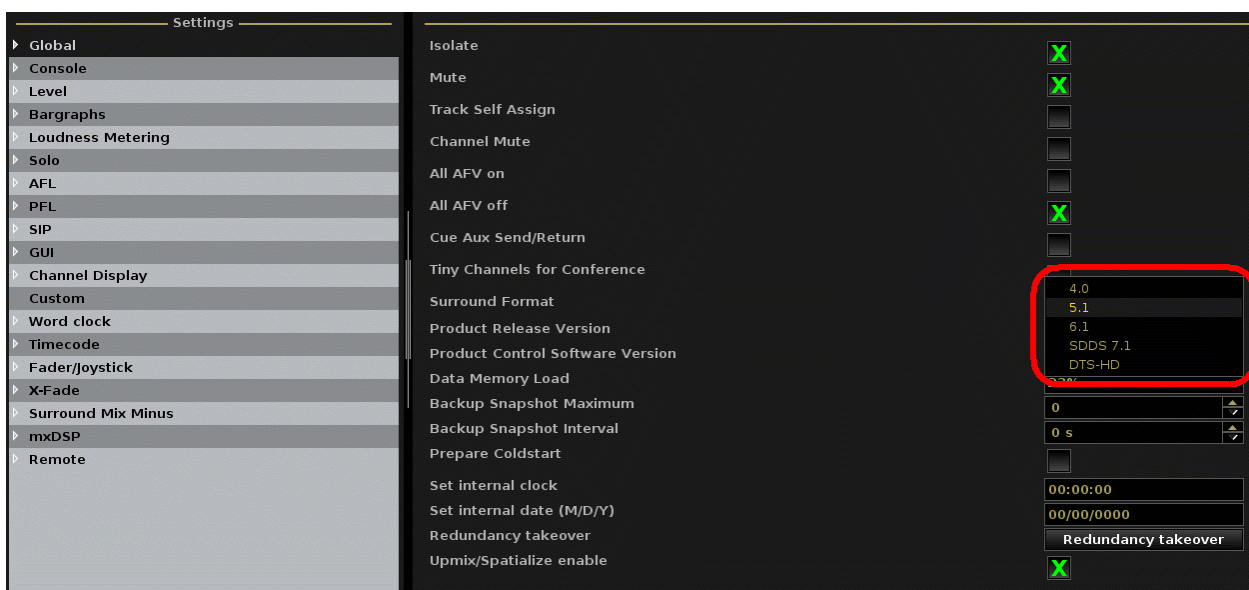 Settings
Global
Console
Level
Bargraphs
Loudness Metering
Solo
AFL
PFL
SIP
GUI
Channel Display
Custom
Word clock
Timecode
Fader/Joystick
X-Fade
Surround Mix Minus
mxDSP
Remote
Isolate X
Mute X
Track Self Assign
Channel Mute
All AFV on
All AFV off X
Cue Aux Send/Return
Tiny Channels for Conference
Surround Format
4.0
5.1
6.1
SDDS 7.1
DTS-HD
Product Release Version
Product Control Software Version
Data Memory Load
Backup Snapshot Maximum 0
Backup Snapshot Interval 0 s
Prepare Coldstart
Set internal clock 00:00:00
Set internal date (M/D/Y) 00/00/0000
Redundancy takeover Redundancy takeover
Upmix/Spatialize enable X